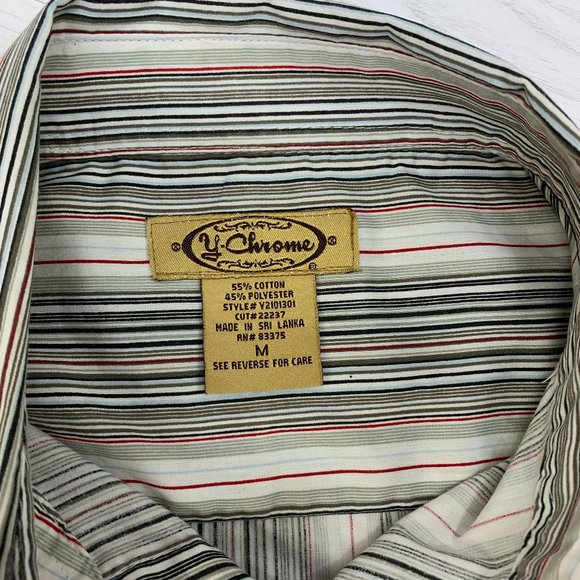 Y-Chrome
®
55% COTTON
45% POLYESTER
STYLE# Y2101301
CUT#22237
MADE IN SRI LANKA
RN# 83375
M
SEE REVERSE FOR CARE